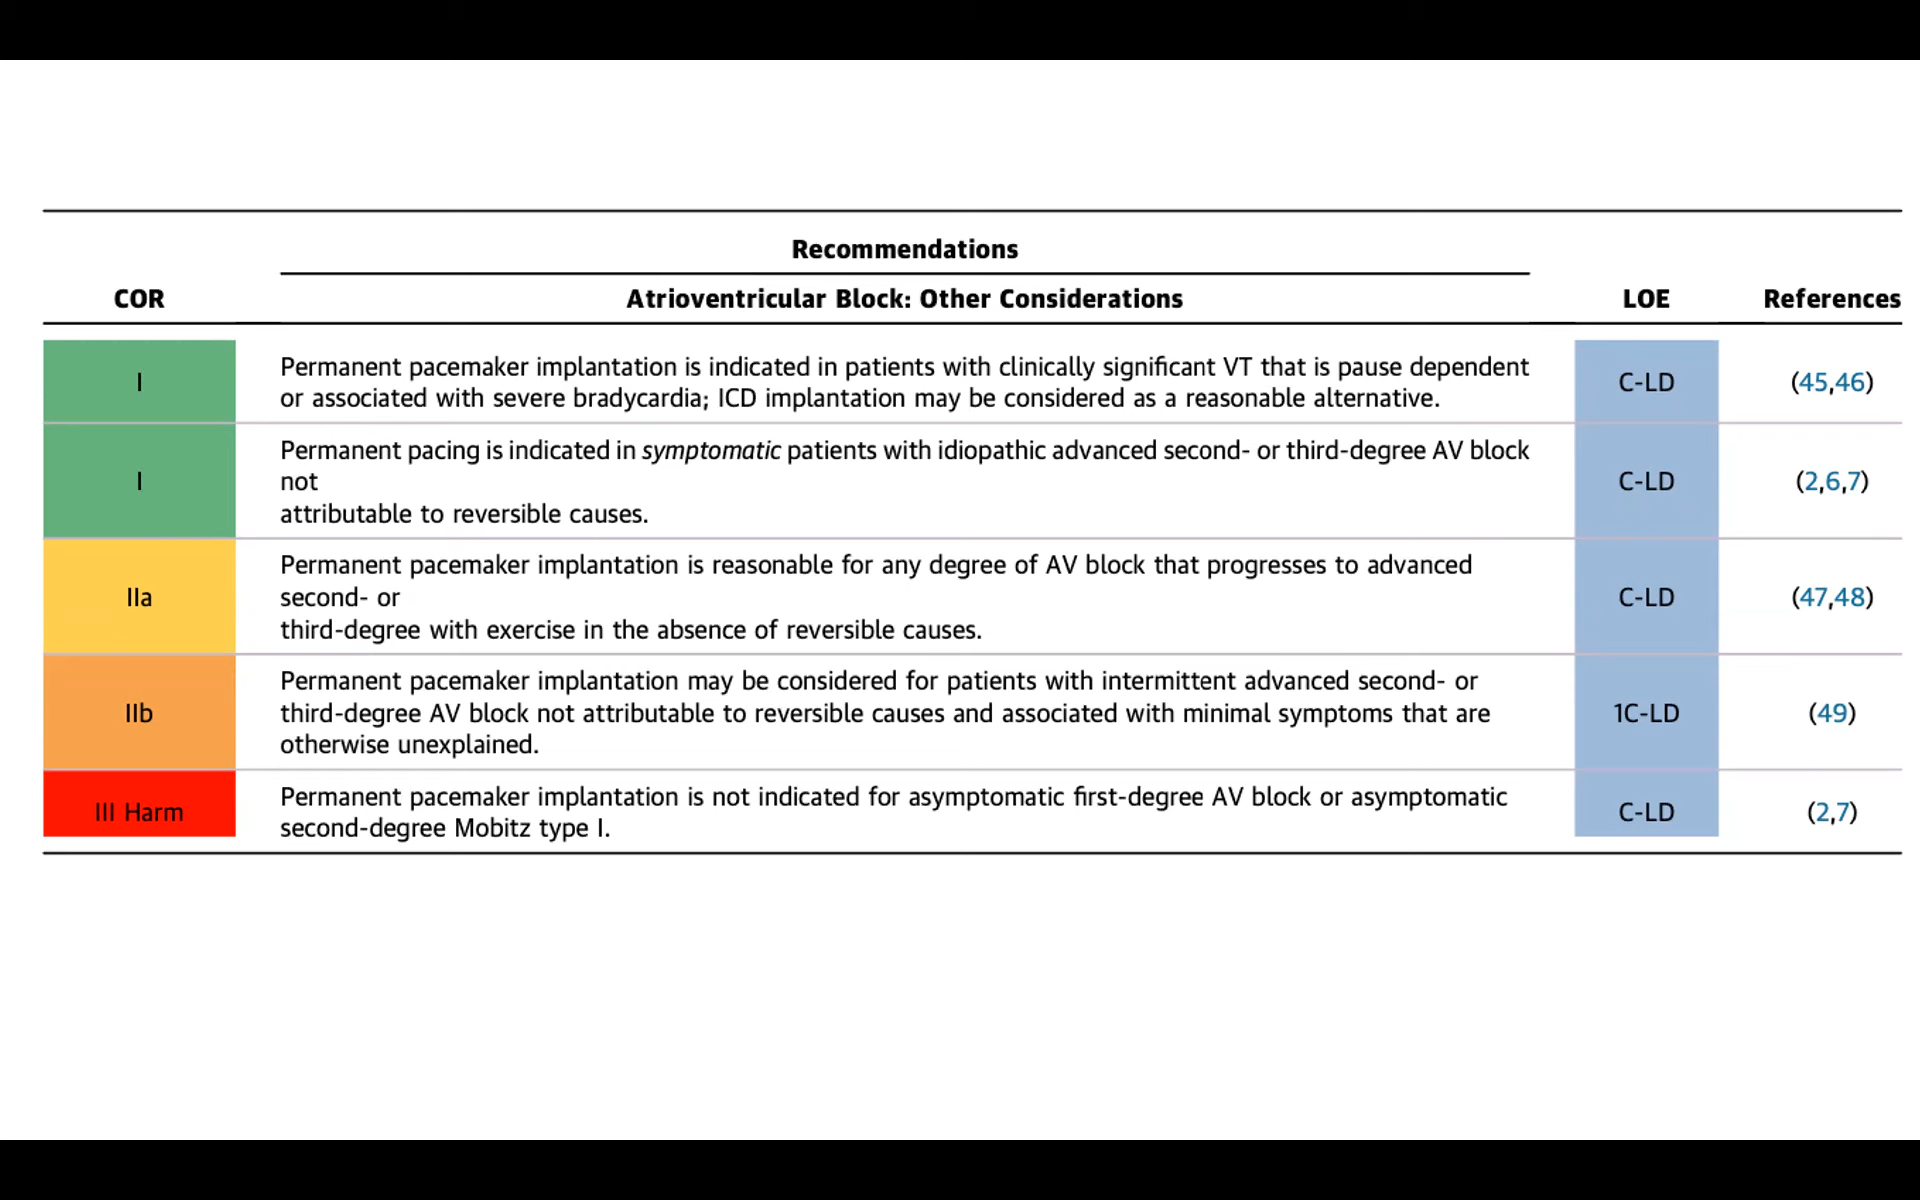 Recommendations
COR Atrioventricular Block: Other Considerations LOE References
I Permanent pacemaker implantation is indicated in patients with clinically significant VT that is pause dependent
or associated with severe bradycardia; ICD implantation may be considered as a reasonable alternative. C-LD (45,46)
I Permanent pacing is indicated in symptomatic patients with idiopathic advanced second- or third-degree AV block
not
attributable to reversible causes. C-LD (2,6,7)
IIa Permanent pacemaker implantation is reasonable for any degree of AV block that progresses to advanced
second- or
third-degree with exercise in the absence of reversible causes. C-LD (47,48)
IIb Permanent pacemaker implantation may be considered for patients with intermittent advanced second- or
third-degree AV block not attributable to reversible causes and associated with minimal symptoms that are
otherwise unexplained. 1C-LD (49)
III Harm Permanent pacemaker implantation is not indicated for asymptomatic first-degree AV block or asymptomatic
second-degree Mobitz type I. C-LD (2,7)